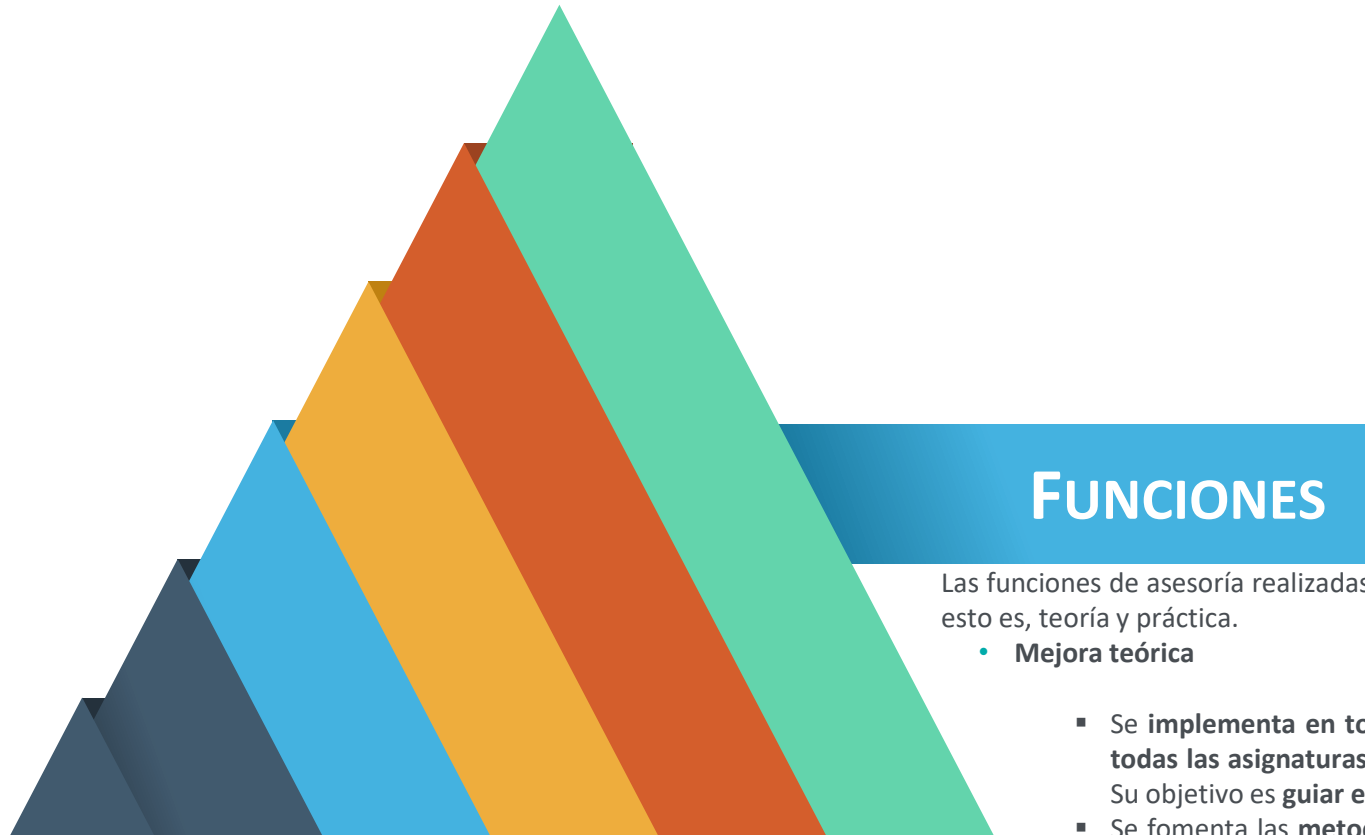 FUNCIONES
Las funciones de asesoría realizadas
esto es, teoría y práctica.
• Mejora teórica
▪ Se implementa en
todas las asignaturas
Su objetivo es guiar
▪ Se fomenta las